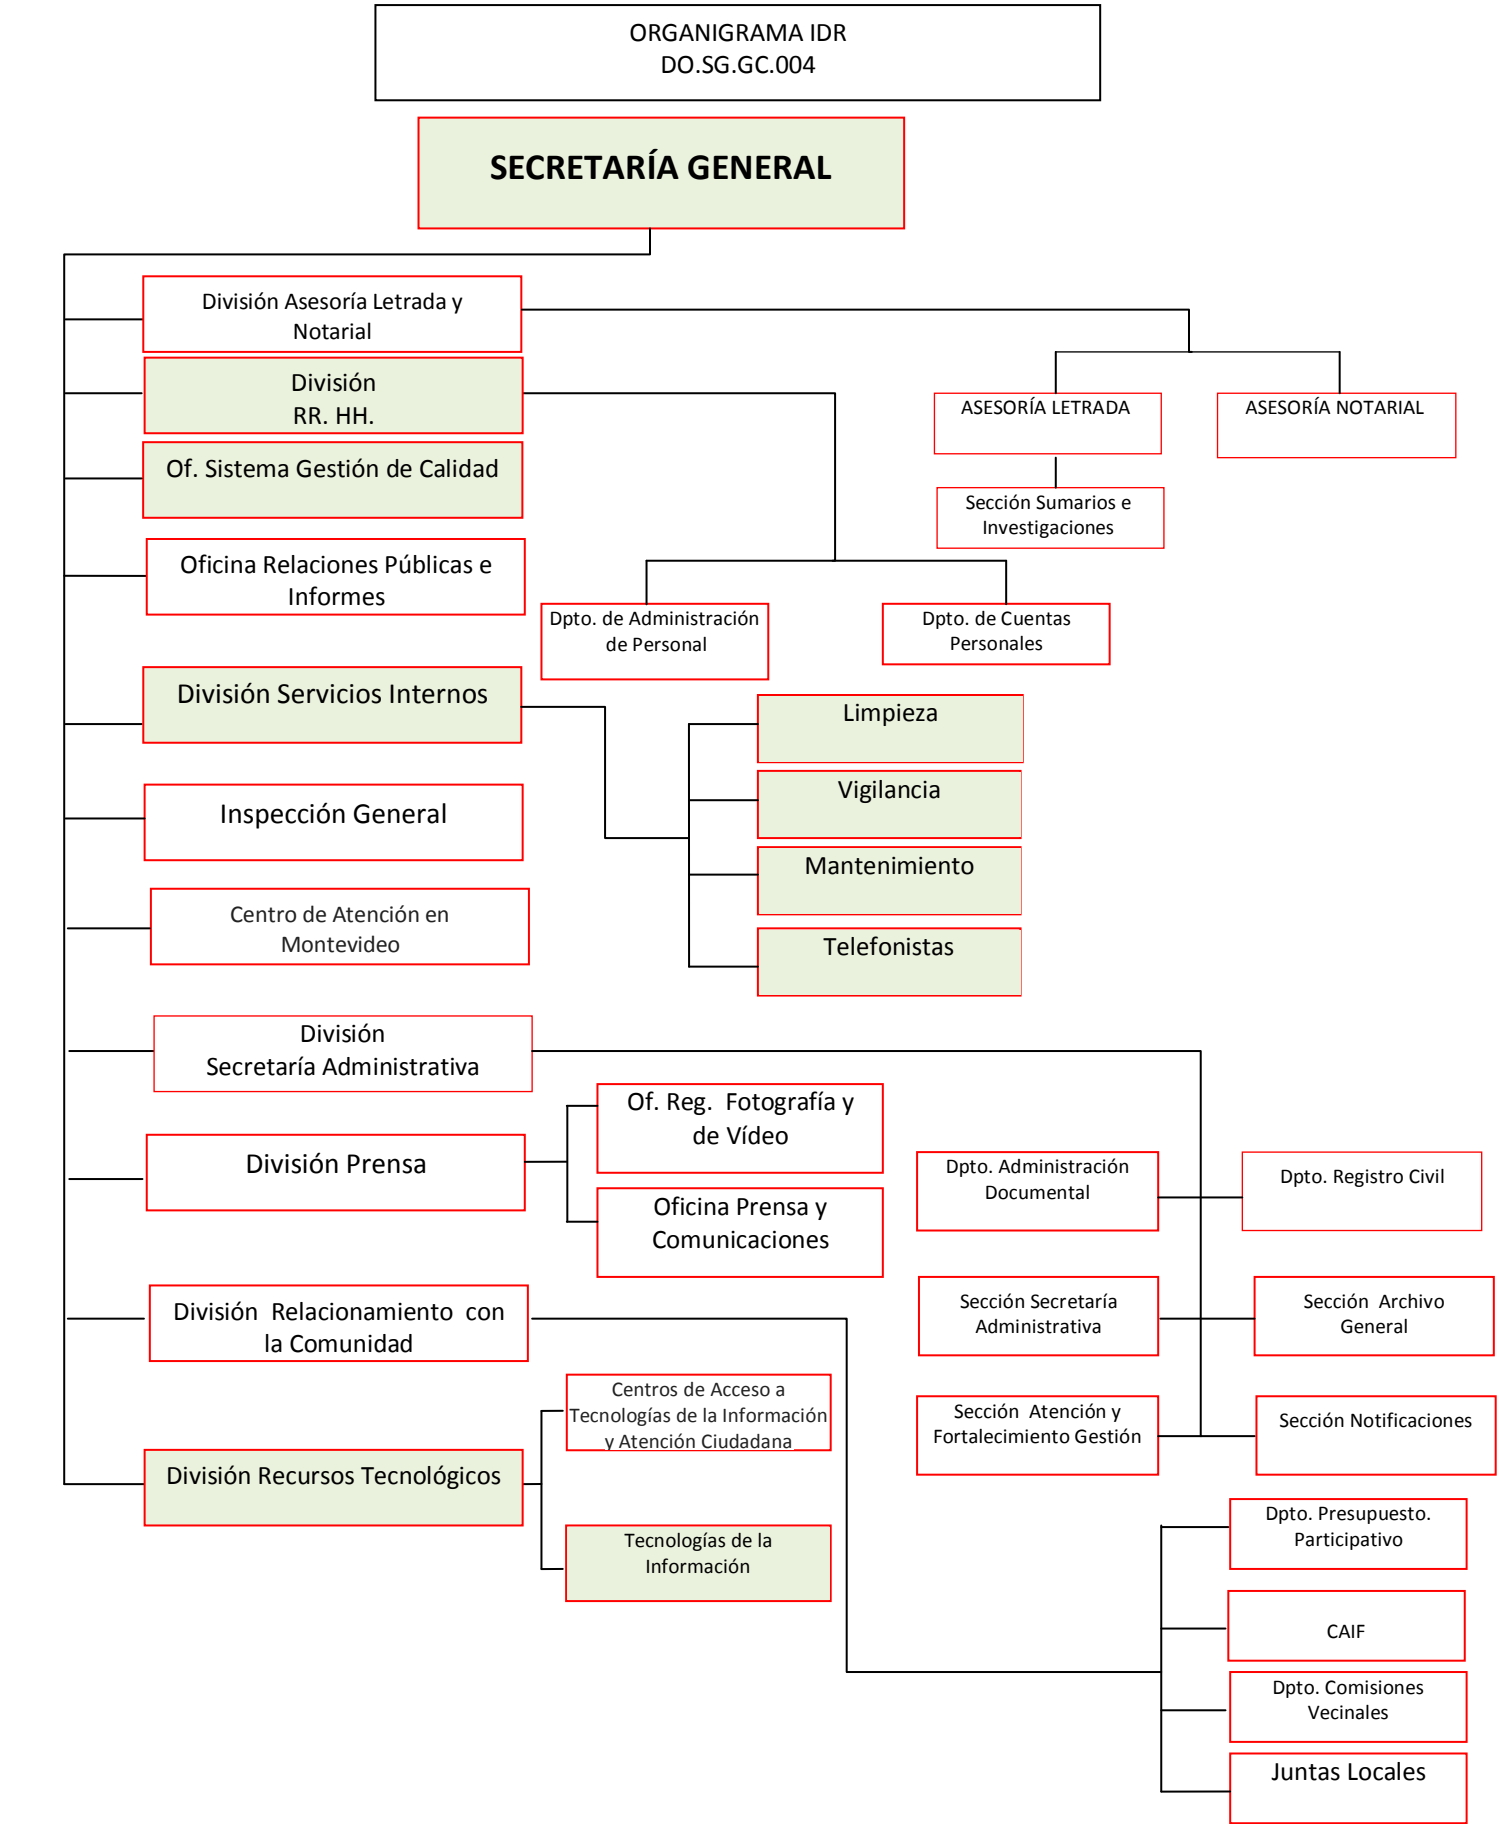 ORGANIGRAMA IDR
DO.SG.GC.004
SECRETARÍA GENERAL
División Asesoría Letrada y
Notarial
División
RR. HH.
ASESORÍA LETRADA
ASESORÍA NOTARIAL
Of. Sistema Gestión de Calidad
Sección Sumarios e
Investigaciones
Oficina Relaciones Públicas e
Informes
Dpto. de Administración
de Personal
Dpto. de Cuentas
Personales
División Servicios Internos
Limpieza
Vigilancia
Mantenimiento
Telefonistas
Inspección General
Centro de Atención en
Montevideo
División
Secretaría Administrativa
Of. Reg.  Fotografía y
de Vídeo
División Prensa
Oficina Prensa y
Comunicaciones
Dpto. Administración
Documental
Dpto. Registro Civil
Sección Secretaría
Administrativa
Sección  Archivo
General
Sección  Atención y
Fortalecimiento Gestión
Sección Notificaciones
División  Relacionamiento  con
la Comunidad
Centros de Acceso a
Tecnologías de la Información
y Atención Ciudadana
División Recursos Tecnológicos
Tecnologías de la
Información
Dpto. Presupuesto.
Participativo
CAIF
Dpto. Comisiones
Vecinales
Juntas Locales